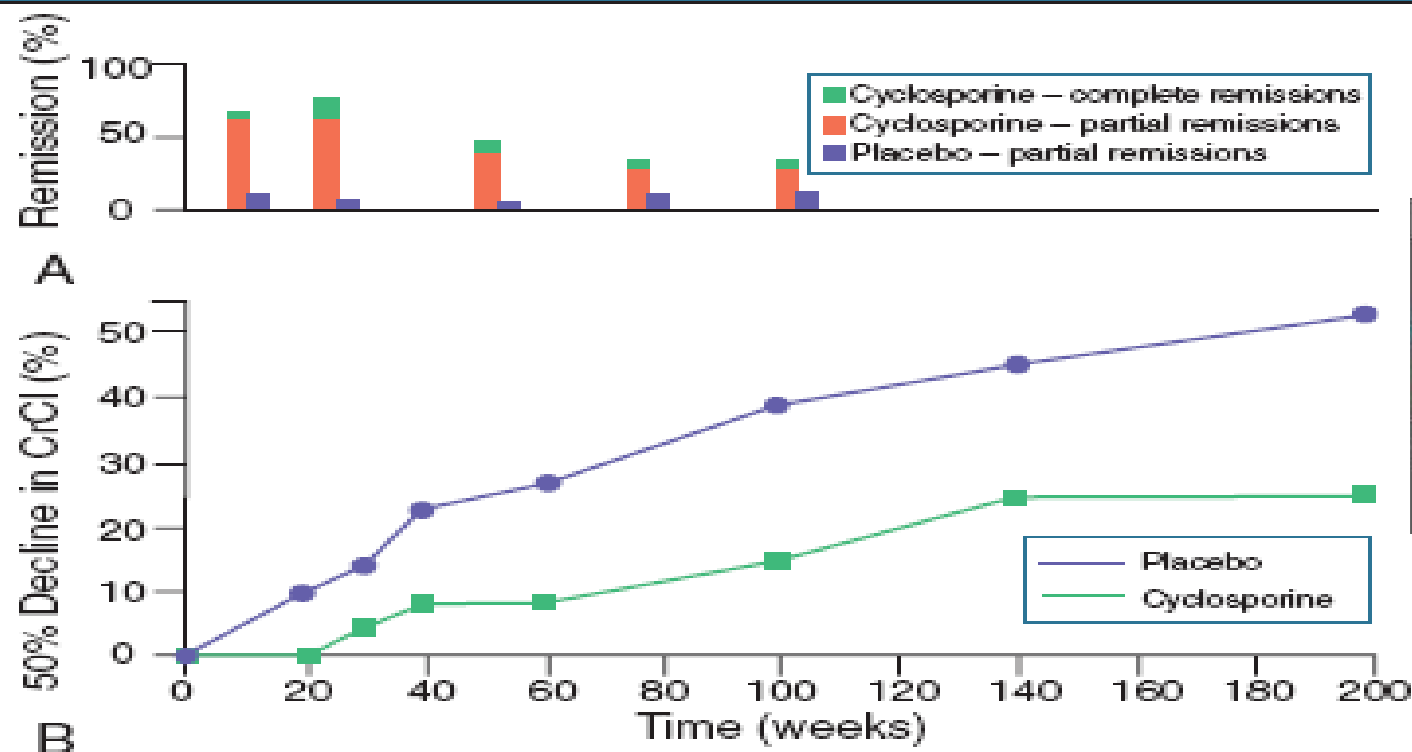 Remission (%)
100
50
0
Cyclosporine – complete remissions
Cyclosporine – partial remissions
Placebo – partial remissions
A
50% Decline in CrCl (%)
50
40
30
20
10
0
Placebo
Cyclosporine
0 20 40 60 80 100 120 140 160 180 200
Time (weeks)
B